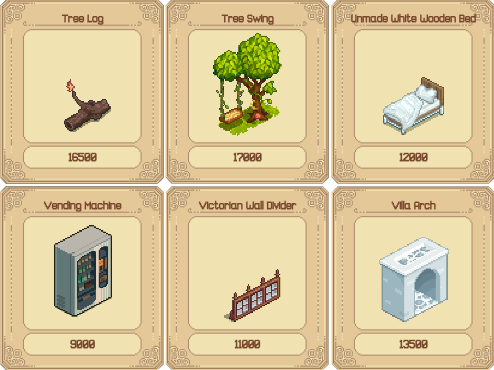 Tree Log
Tree Swing
Unmade White Wooden Bed
16500
17000
12000
Vending Machine
Victorian Wall Divider
Villa Arch
9000
11000
13500